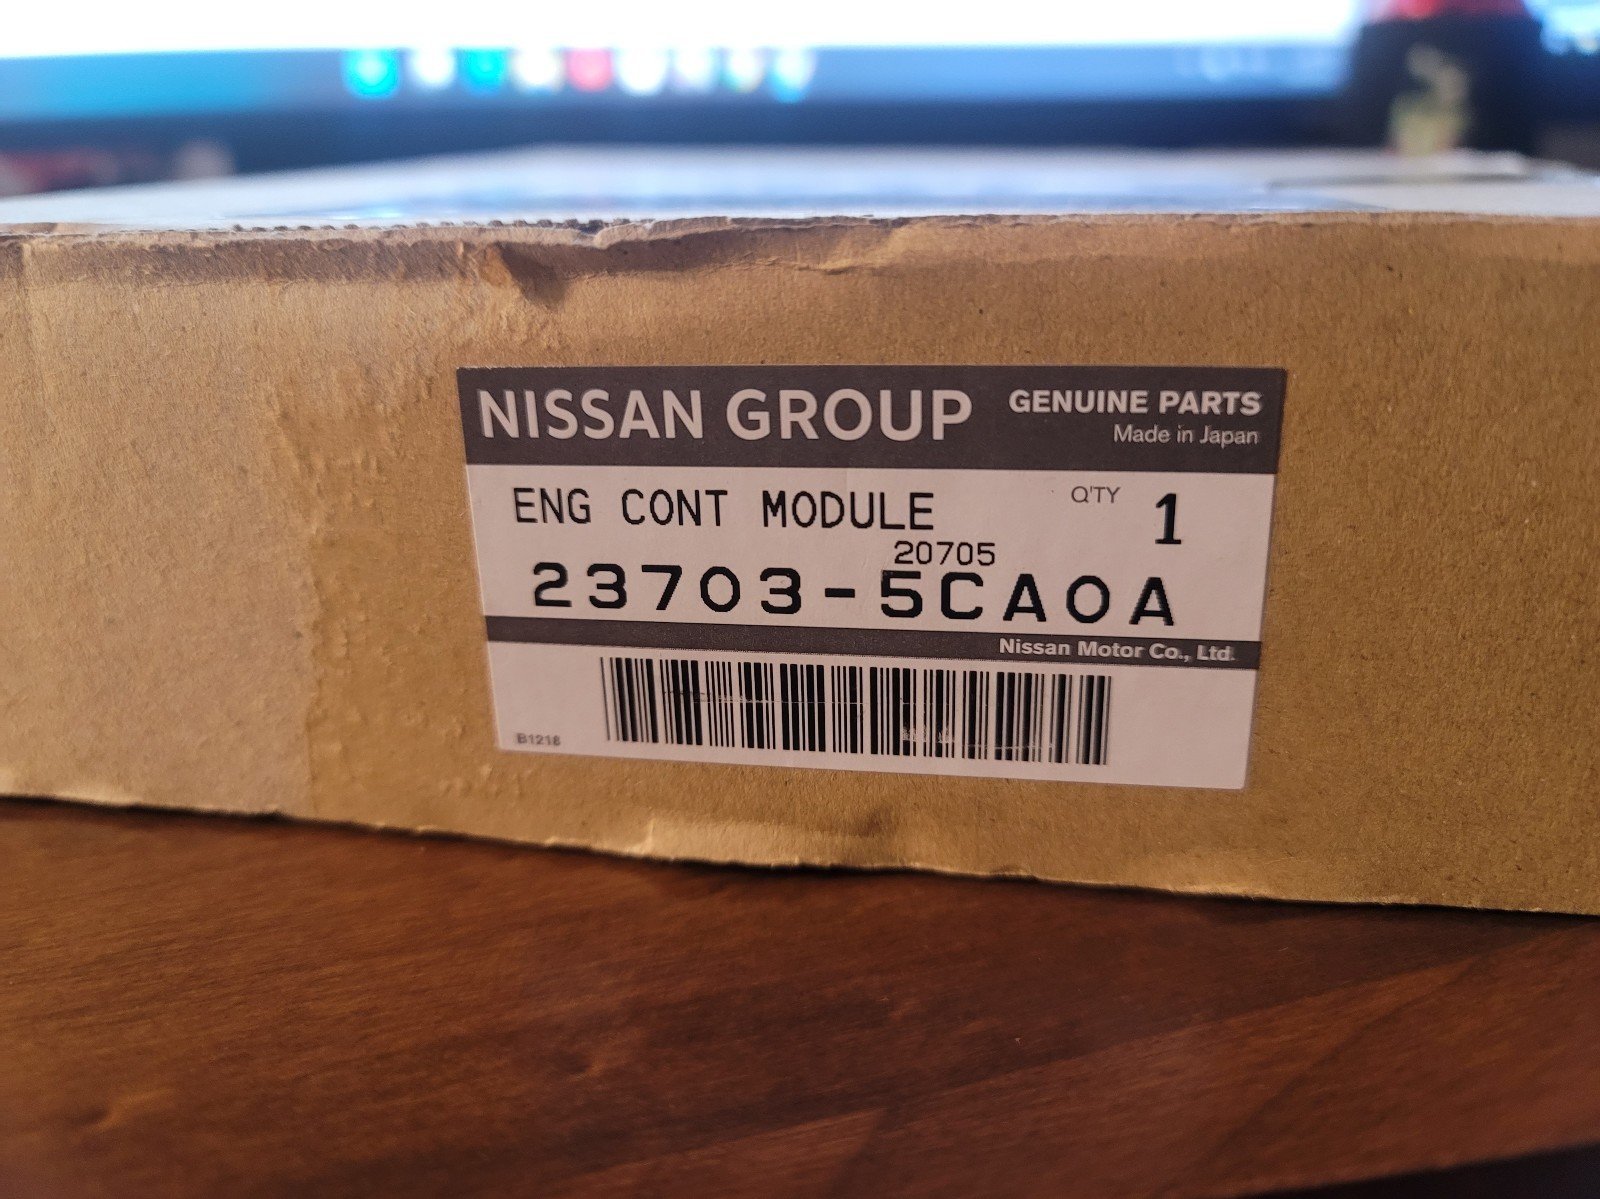 NISSAN GROUP
GENUINE PARTS
Made in Japan
ENG CONT MODULE
Q'TY 1
20705
23703-5CA0A
Nissan Motor Co., Ltd.
B1218